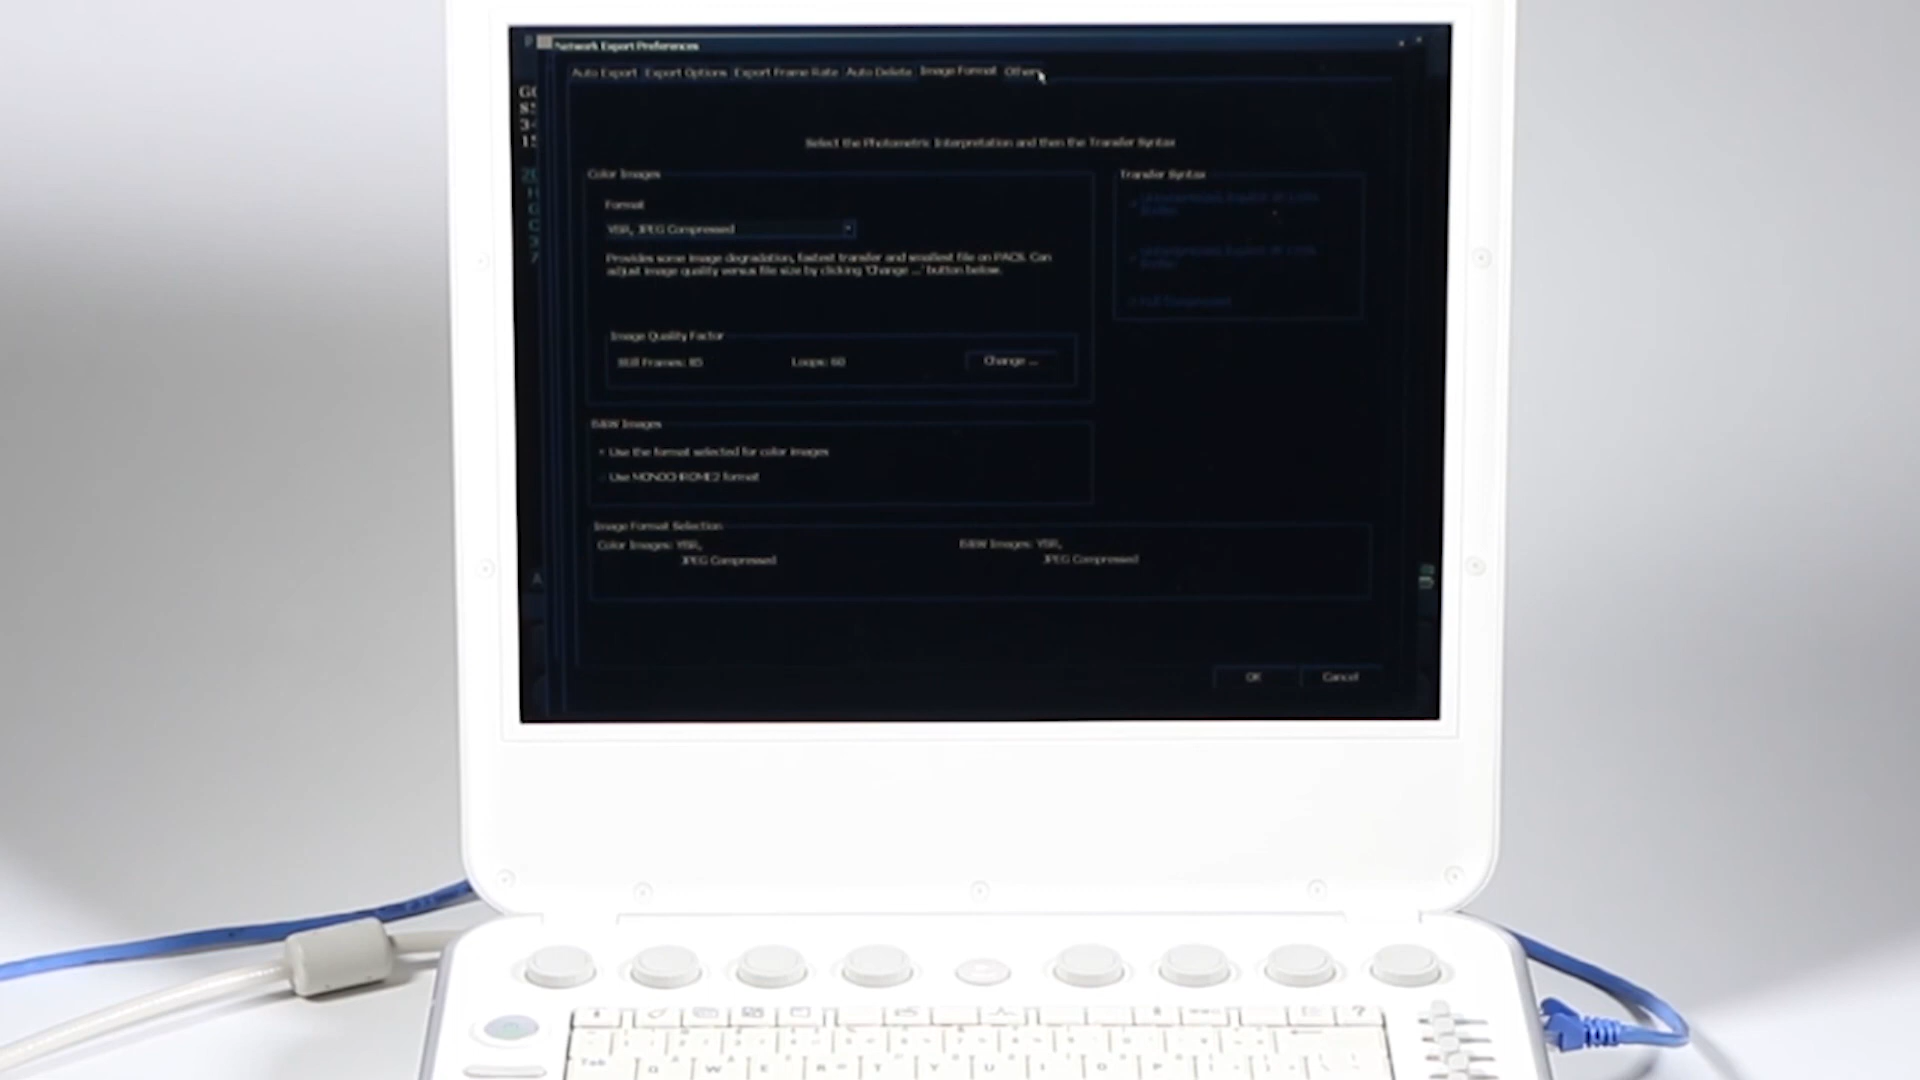 Network Export Preferences
Auto Export Export Options Export Frame Rate Auto Delete Image Format Others
Select the Photometric Interpretation and then the Transfer Syntax
Color Images
Transfer Syntax
Format
YBR, JPEG Compressed
Provides some image degradation, fastest transfer and smallest file on PACS. Can
adjust image quality versus file size by clicking 'Change ...' button below.
Image Quality Factor
Frames: 85 Loops: 60 Change ...
B&W Images
Use the format selected for color images
Use MONOCHROME2 format
Image Format Selection
Color Images: YBR,
JPEG Compressed
B&W Images: YBR,
JPEG Compressed
OK Cancel
Tab
Q W E R T Y U I O P